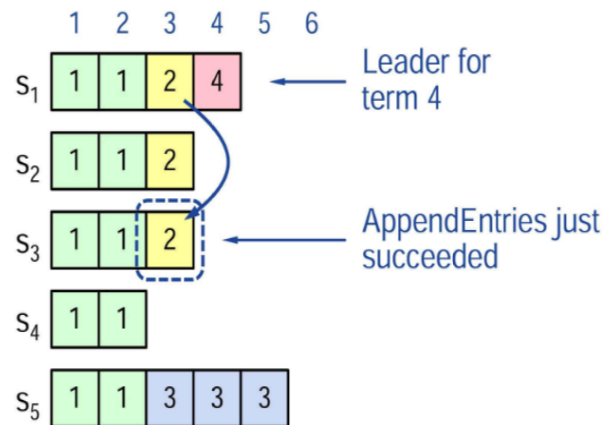 1 2 3 4 5 6
s1 1 1 2 4
Leader for
term 4
s2 1 1 2
s3 1 1 2
AppendEntries just
succeeded
s4 1 1
s5 1 1 3 3 3